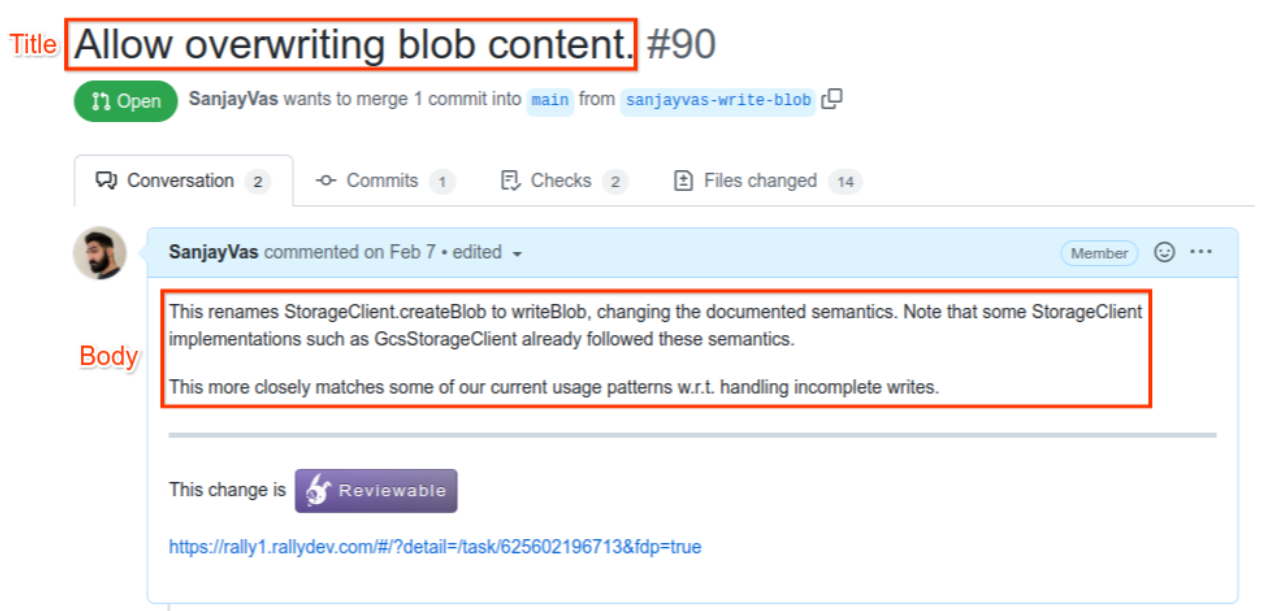 Title Allow overwriting blob content. #90
Open SanjayVas wants to merge 1 commit into main from sanjayvas-write-blob
Conversation 2 Commits 1 Checks 2 Files changed 14
SanjayVas commented on Feb 7 • edited Member
This renames StorageClient.createBlob to writeBlob, changing the documented semantics. Note that some StorageClient
implementations such as GcsStorageClient already followed these semantics.
Body
This more closely matches some of our current usage patterns w.r.t. handling incomplete writes.
This change is Reviewable
https://rally1.rallydev.com/#/?detail=/task/625602196713&fdp=true